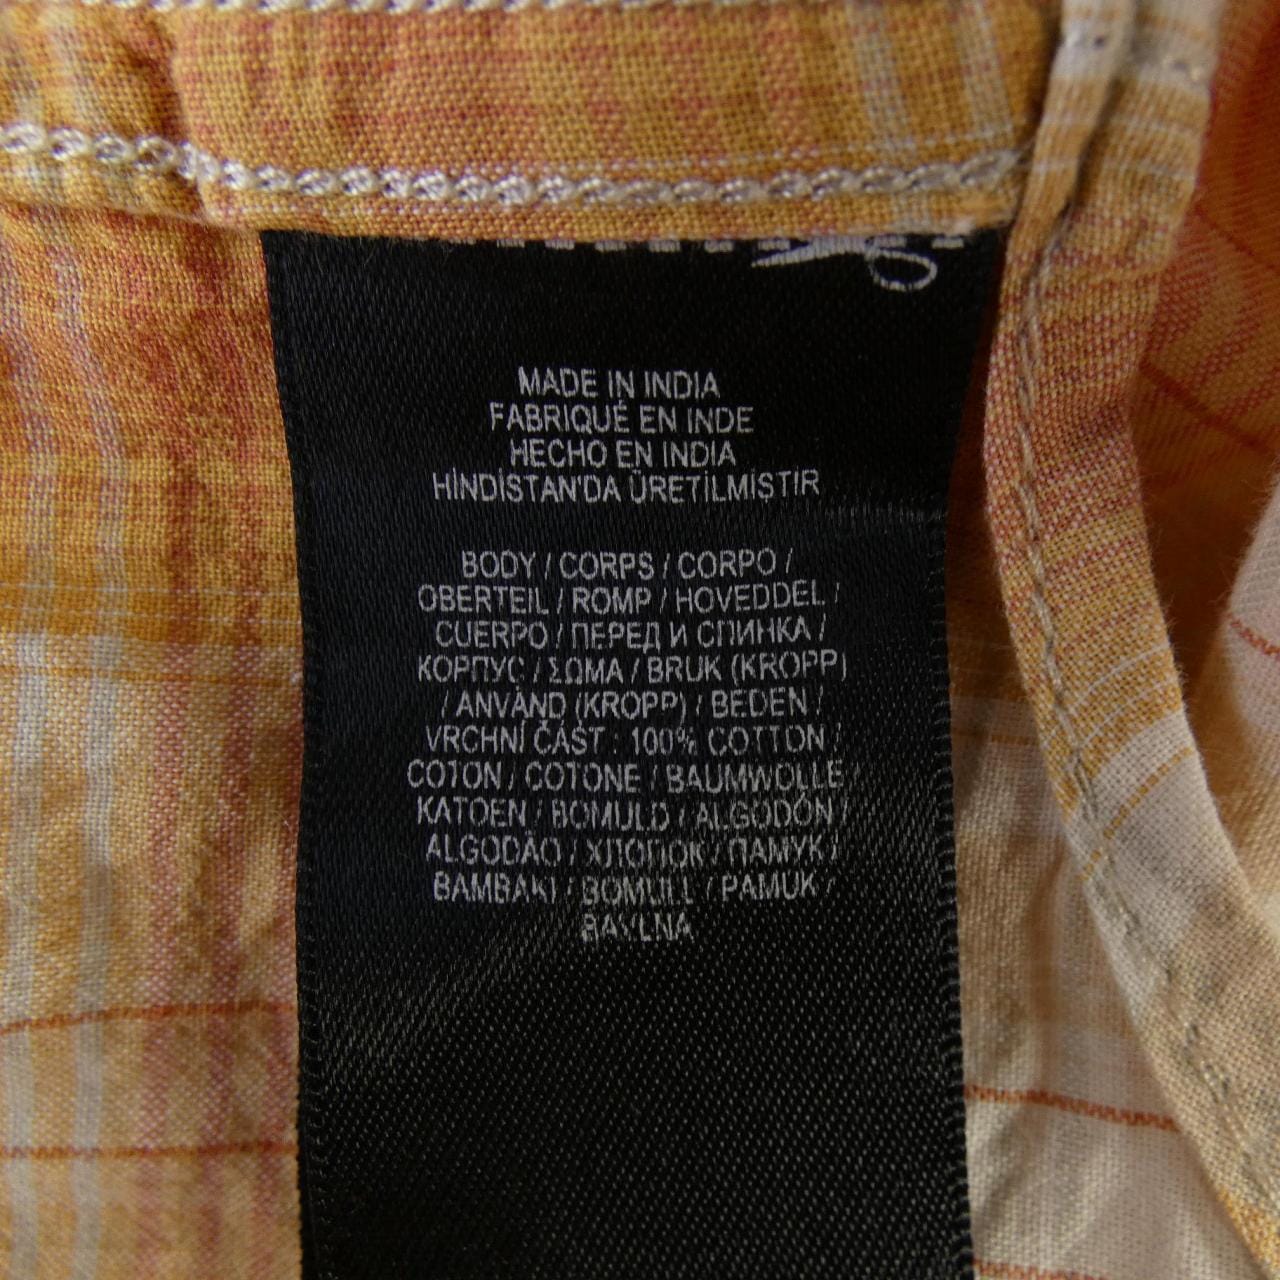 MADE IN INDIA
FABRIQUÉ EN INDE
HECHO EN INDIA
HİNDİSTAN'DA ÜRETİLMİSTİR
BODY / CORPS / CORPO /
OBERTEIL / ROMP / HOVEDDEL /
CUERPO / ПЕРЕД И СПИНКА /
КОРПУС / ΣΩΜΑ / BRUK (KROPP)
/ ANVÄND (KROPP) / BEDEN /
VRCHNÍ ČÁST : 100% COTTON /
COTON / COTONE / BAUMWOLLE /
KATOEN / BOMULD / ALGODÓN /
ALGODÃO / ХЛОПОК / ПАМУК /
BAMBAKI / BOMULL / PAMUK /
BAVLNA